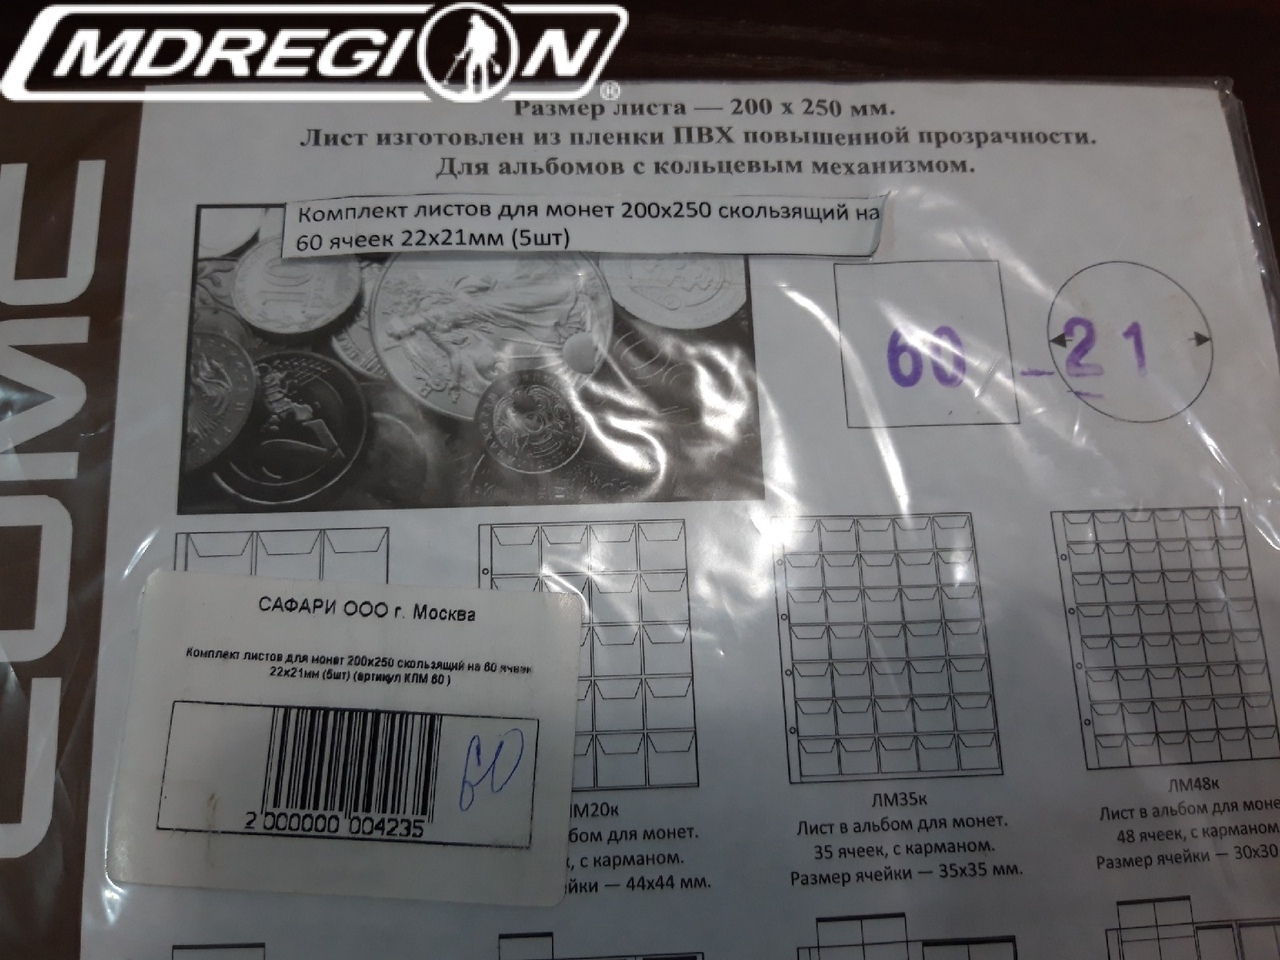 MDREGION
®
Размер листа — 200 х 250 мм.
Лист изготовлен из пленки ПВХ повышенной прозрачности.
Для альбомов с кольцевым механизмом.
Комплект листов для монет 200х250 скользящий на
60 ячеек 22х21мм (5шт)
60 - 21
САФАРИ ООО г. Москва
Комплект листов для монет 200х250 скользящий на 60 ячеек
22х21мм (5шт) (артикул КЛМ 60 )
60
2 000000 004235
ЛМ20к
бом для монет.
, с карманом.
йки — 44х44 мм.
ЛМ35к
Лист в альбом для монет.
35 ячеек, с карманом.
Размер ячейки — 35х35 мм.
ЛМ48к
Лист в альбом для моне
48 ячеек, с карманом
Размер ячейки — 30х30